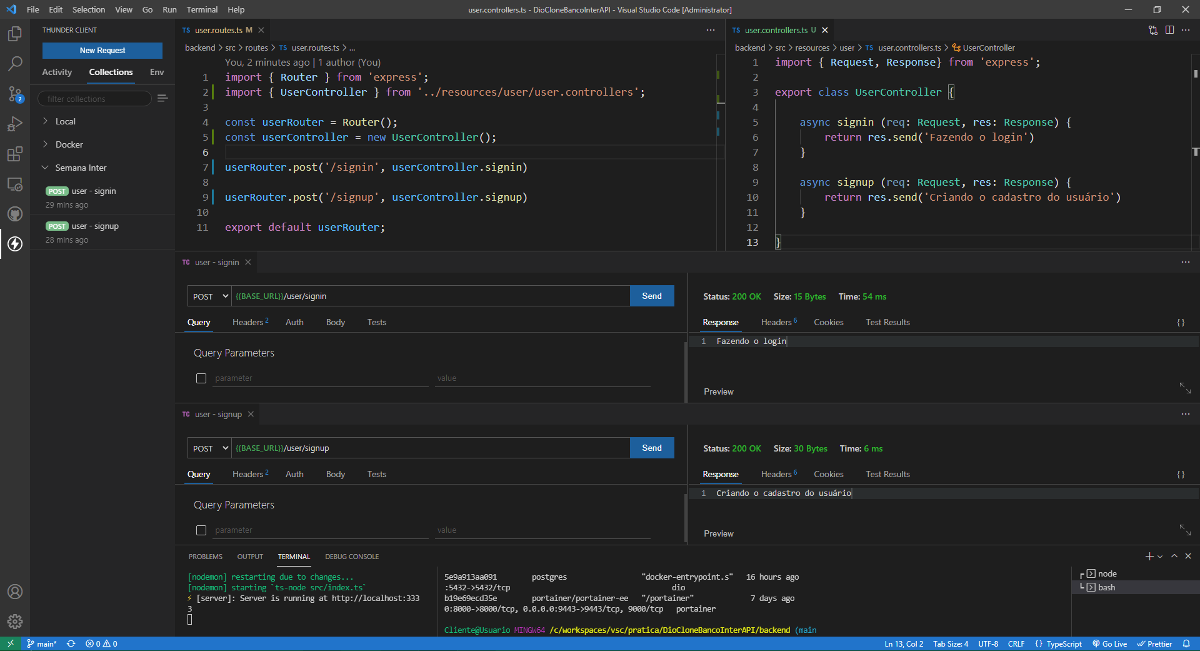 File Edit Selection View Go Run Terminal Help
user.controllers.ts - DioCloneBancoInterAPI - Visual Studio Code [Administrator]
THUNDER CLIENT
New Request
Activity Collections Env
filter collections
Local
Docker
Semana Inter
POST user - signin
29 mins ago
POST user - signup
28 mins ago
2
TS user.routes.ts M
backend > src > routes > TS user.routes.ts > ...
You, 2 minutes ago | 1 author (You)
1 import { Router } from 'express';
2 import { UserController } from '../resources/user/user.controllers';
3
4 const userRouter = Router();
5 const userController = new UserController();
6
7 userRouter.post('/signin', userController.signin)
8
9 userRouter.post('/signup', userController.signup)
10
11 export default userRouter;
TS user.controllers.ts U
backend > src > resources > user > TS user.controllers.ts > UserController
1 import { Request, Response} from 'express';
2
3 export class UserController {
4
5 async signin (req: Request, res: Response) {
6 return res.send('Fazendo o login')
7 }
8
9 async signup (req: Request, res: Response) {
10 return res.send('Criando o cadastro do usuário')
11 }
12
13 }
TC user - signin
POST {{BASE_URL}}/user/signin Send
Query Headers 2 Auth Body Tests
Query Parameters
parameter value
Status: 200 OK Size: 15 Bytes Time: 54 ms
Response Headers 6 Cookies Test Results { }
1 Fazendo o login
Preview
TC user - signup
POST {{BASE_URL}}/user/signup Send
Query Headers 2 Auth Body Tests
Query Parameters
parameter value
Status: 200 OK Size: 30 Bytes Time: 6 ms
Response Headers 6 Cookies Test Results { }
1 Criando o cadastro do usuário
Preview
PROBLEMS OUTPUT TERMINAL DEBUG CONSOLE
[nodemon] restarting due to changes...
[nodemon] starting `ts-node src/index.ts`
[server]: Server is running at http://localhost:333
3
5e9a913aa091 postgres "docker-entrypoint.s" 16 hours ago
:5432->5432/tcp dio
b19e69ecd35e portainer/portainer-ee "/portainer" 7 days ago
0:8000->8000/tcp, 0.0.0.0:9443->9443/tcp, 9000/tcp portainer
Cliente@Usuario MINGW64 /c/workspaces/vsc/pratica/DioCloneBancoInterAPI/backend (main
node
bash
main* 0 0 Ln 13, Col 2 Tab Size: 4 UTF-8 CRLF { } TypeScript Go Live Prettier